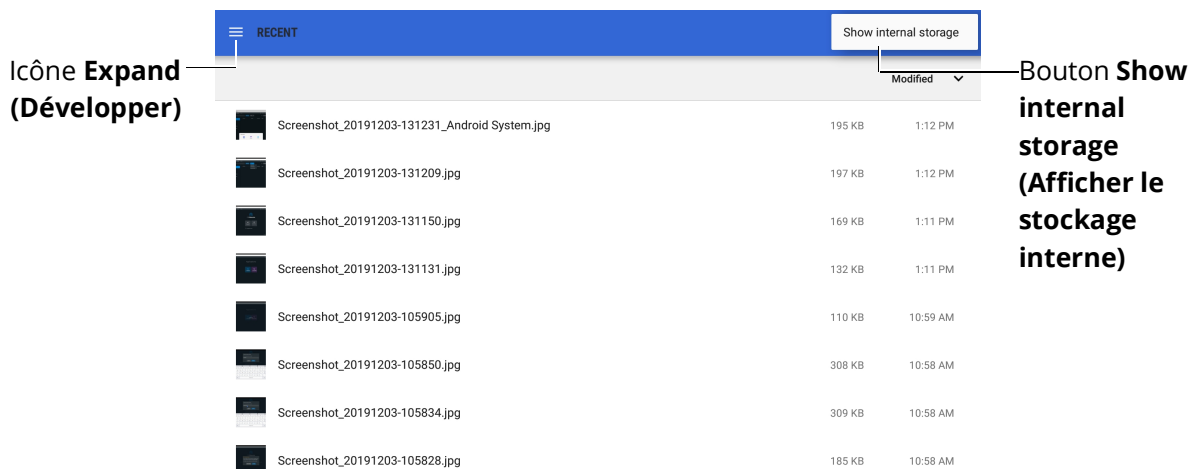 RECENT
Show internal storage
Icône Expand
(Développer)
Bouton Show
internal
storage
(Afficher le
stockage
interne)
Modified
Screenshot_20191203-131231_Android System.jpg 195 KB 1:12 PM
Screenshot_20191203-131209.jpg 197 KB 1:12 PM
Screenshot_20191203-131150.jpg 169 KB 1:11 PM
Screenshot_20191203-131131.jpg 132 KB 1:11 PM
Screenshot_20191203-105905.jpg 110 KB 10:59 AM
Screenshot_20191203-105850.jpg 308 KB 10:58 AM
Screenshot_20191203-105834.jpg 309 KB 10:58 AM
Screenshot_20191203-105828.jpg 185 KB 10:58 AM